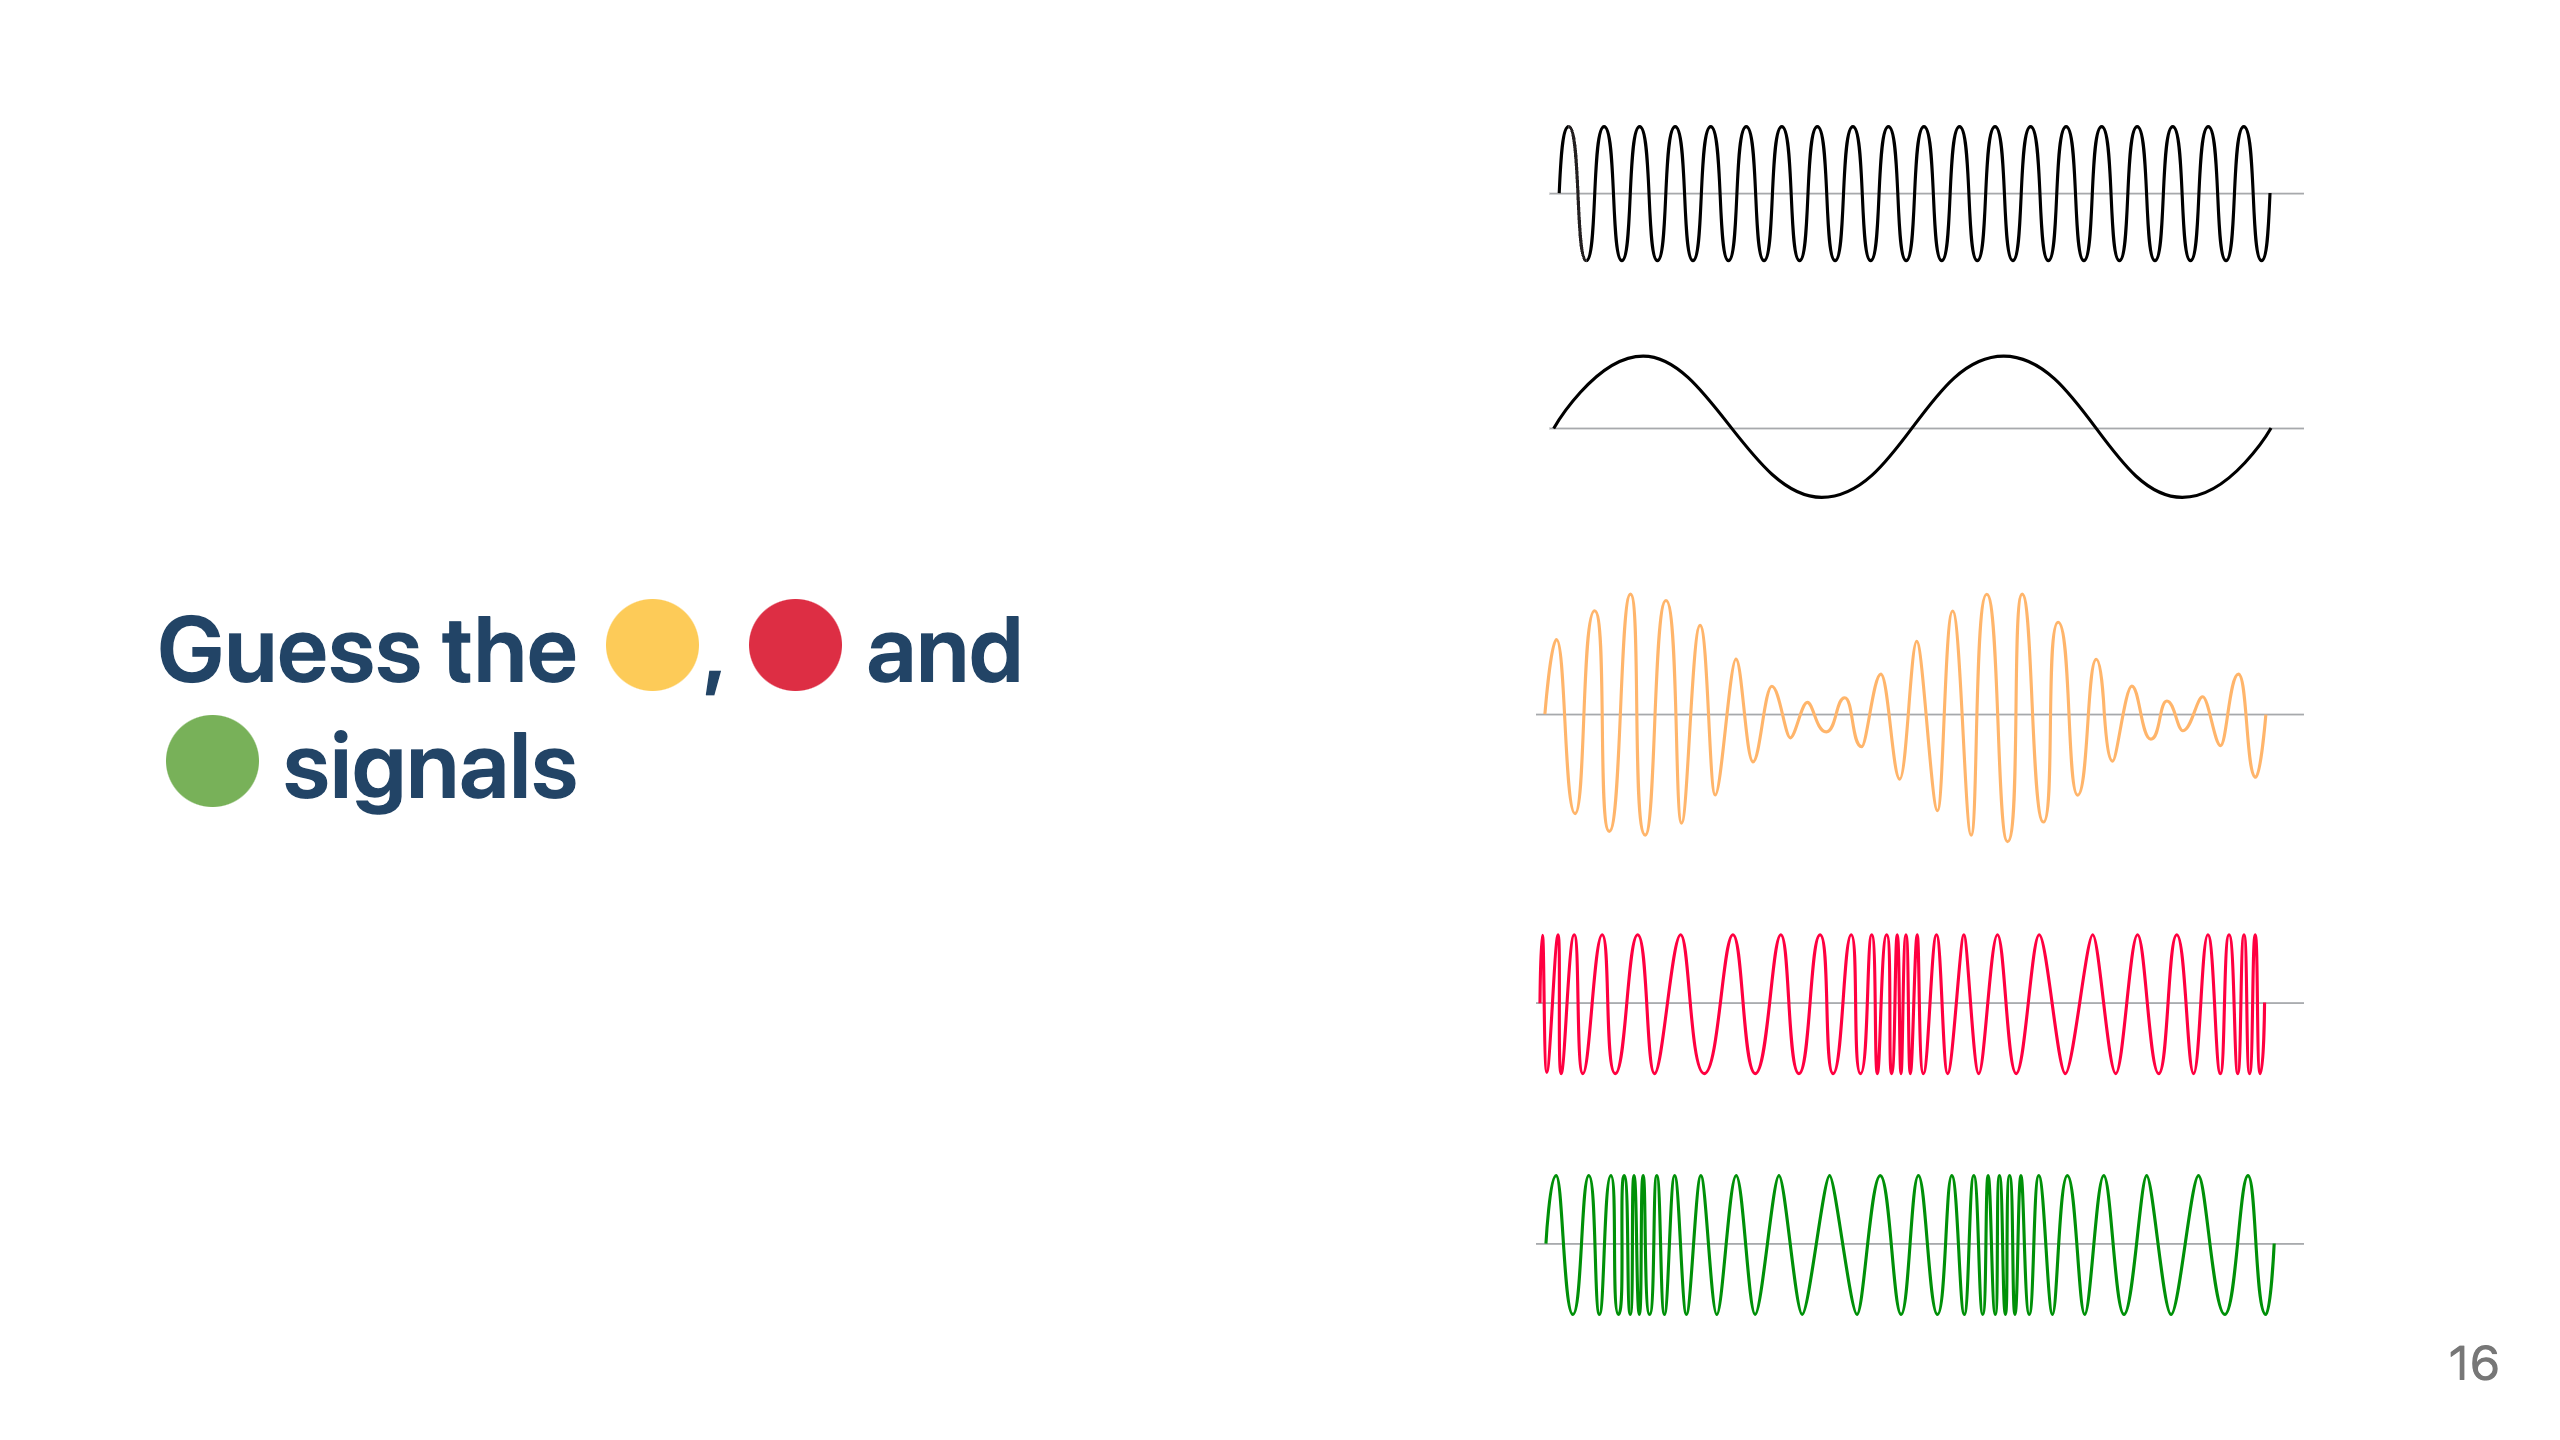 Guess the , and
signals
16